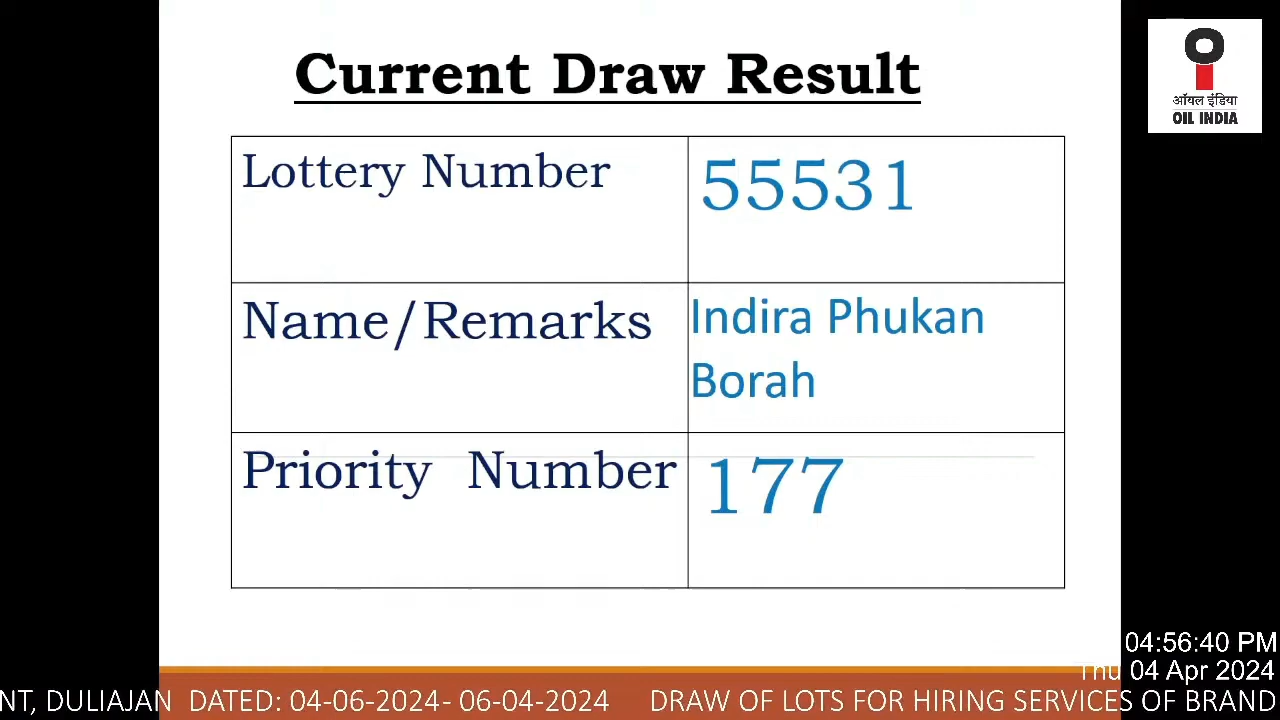 Current Draw Result
ऑयल इंडिया
OIL INDIA
Lottery Number
55531
Name/Remarks
Indira Phukan
Borah
Priority Number
177
04:56:40 PM
Thu 04 Apr 2024
NT, DULIAJAN DATED: 04-06-2024- 06-04-2024 DRAW OF LOTS FOR HIRING SERVICES OF BRAND